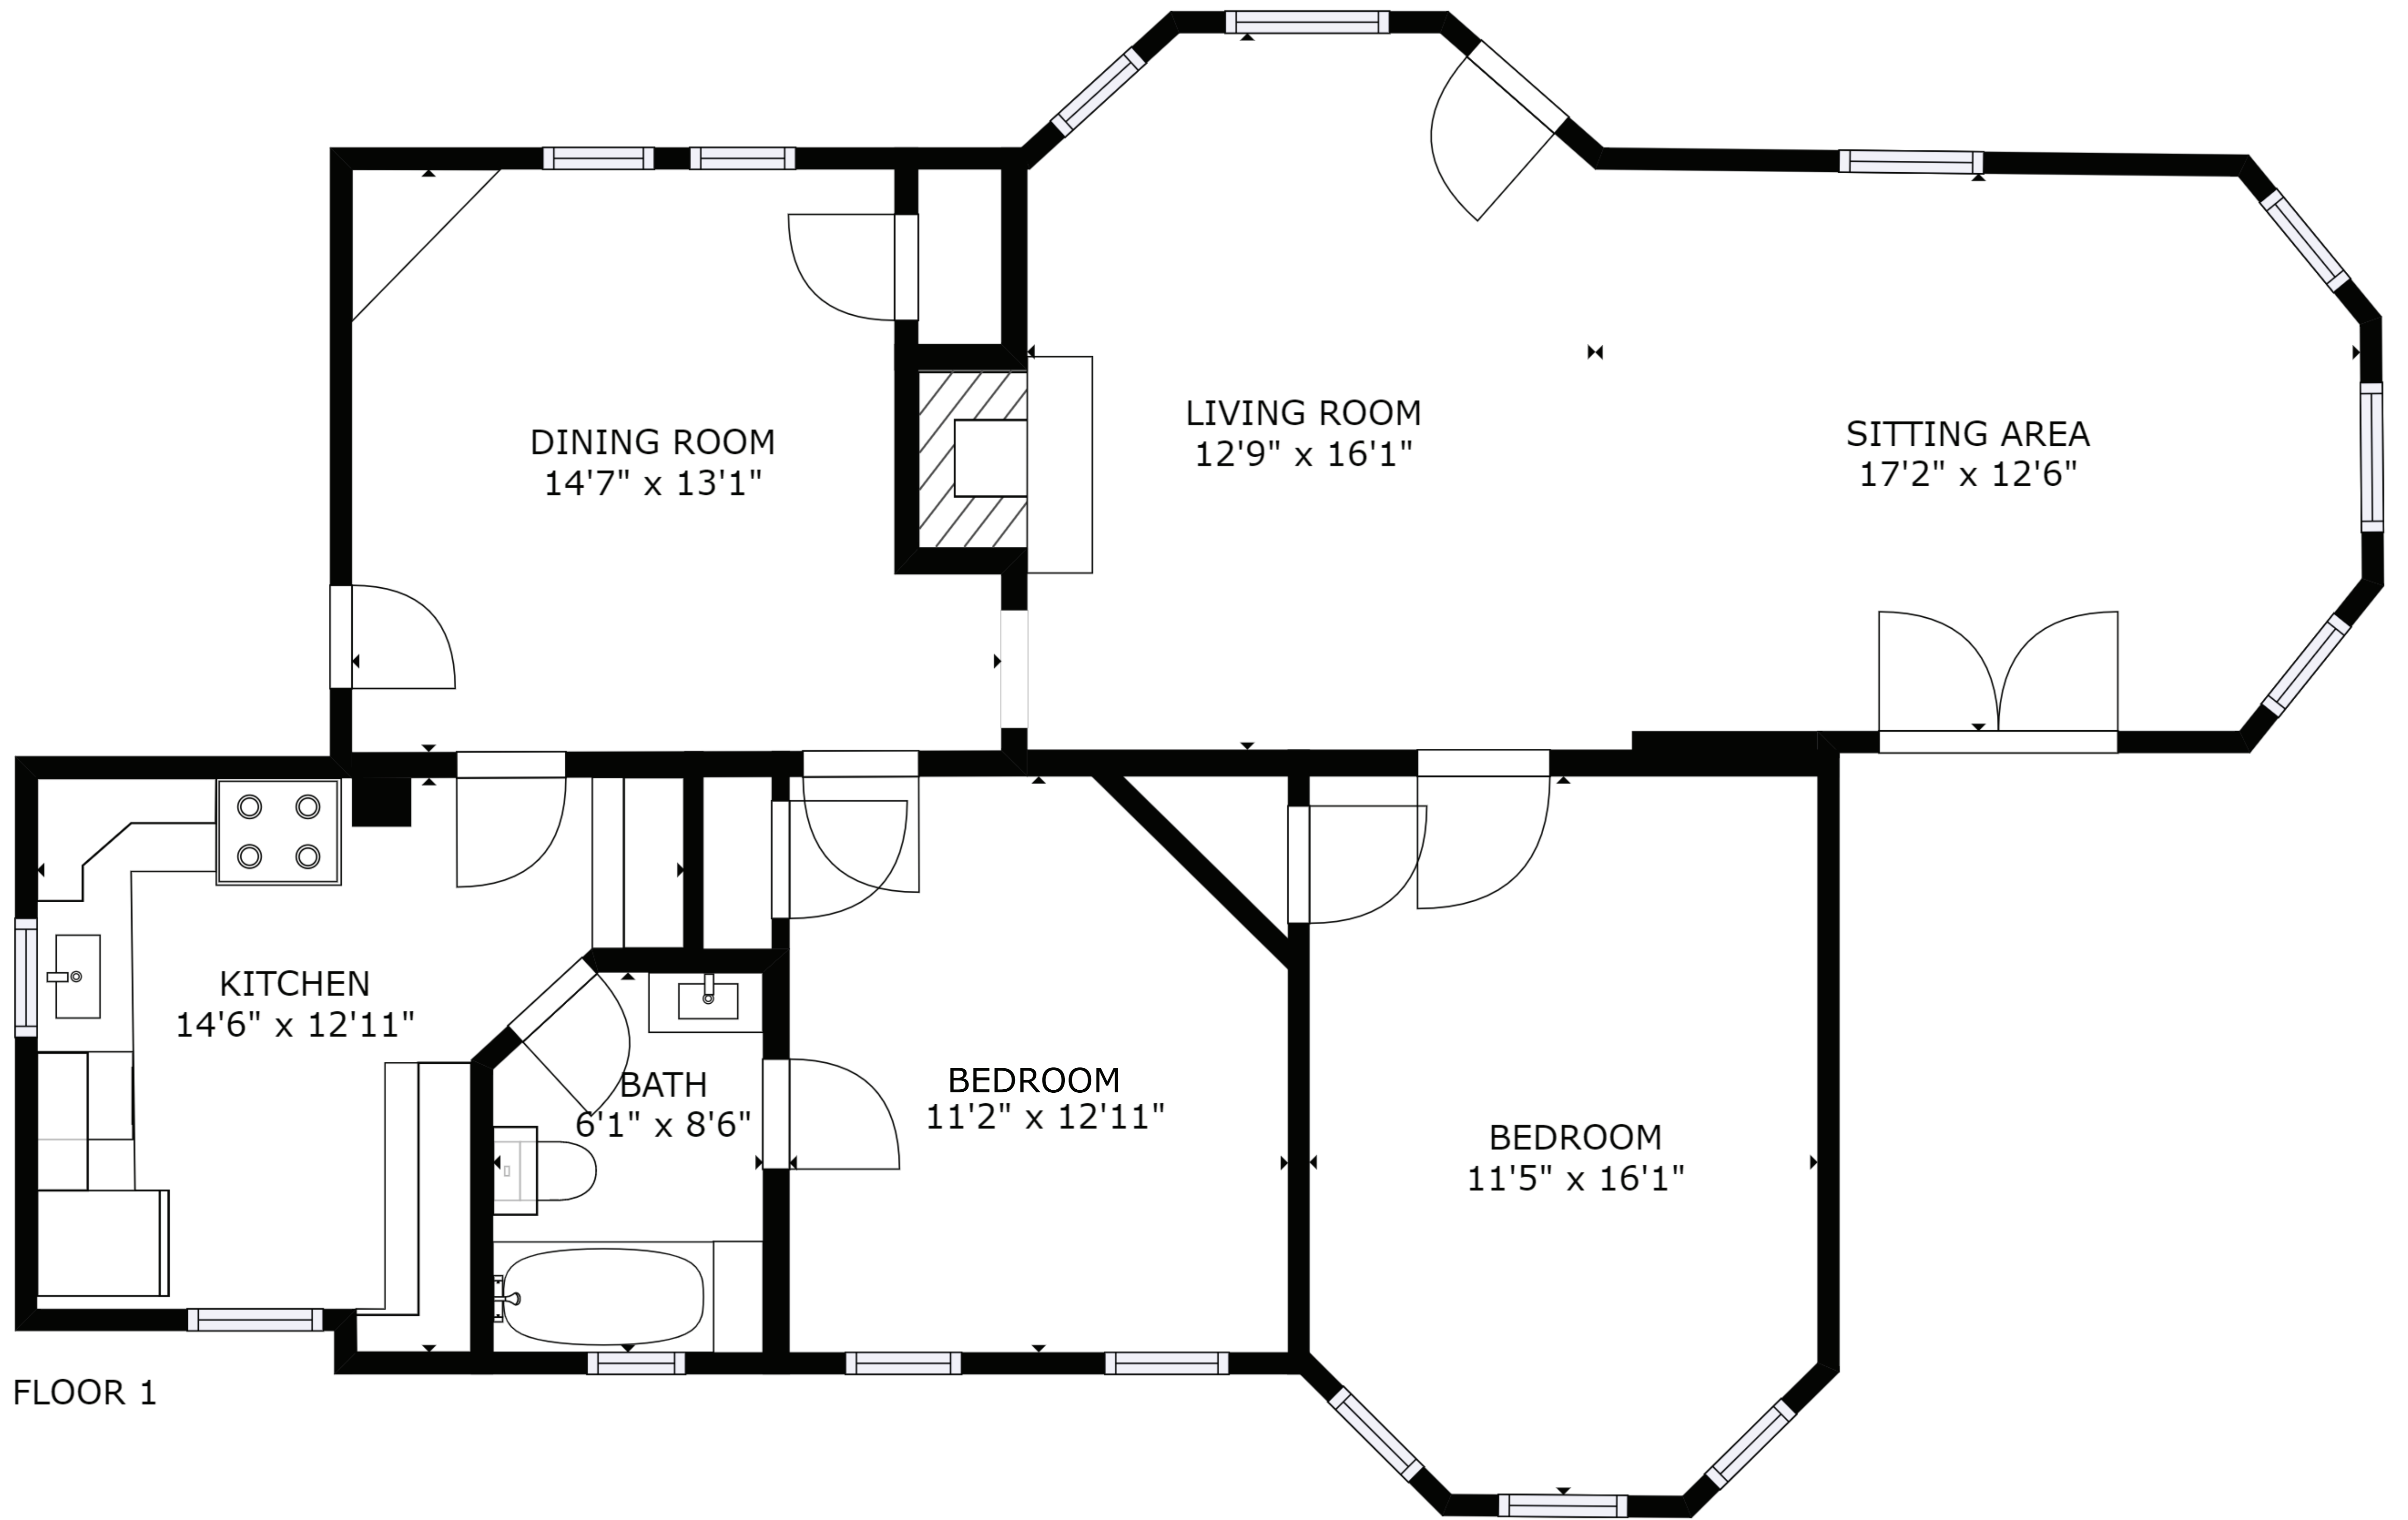 LIVING ROOM
12'9" x 16'1"
SITTING AREA
17'2" x 12'6"
DINING ROOM
14'7" x 13'1"
KITCHEN
14'6" x 12'11"
BATH
6'1" x 8'6"
BEDROOM
11'2" x 12'11"
BEDROOM
11'5" x 16'1"
FLOOR 1